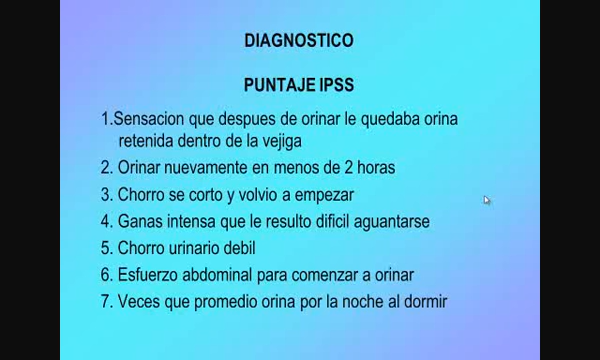 DIAGNOSTICO
PUNTAJE IPSS
1.Sensacion que despues de orinar le quedaba orina
retenida dentro de la vejiga
2. Orinar nuevamente en menos de 2 horas
3. Chorro se corto y volvio a empezar
4. Ganas intensa que le resulto dificil aguantarse
5. Chorro urinario debil
6. Esfuerzo abdominal para comenzar a orinar
7. Veces que promedio orina por la noche al dormir